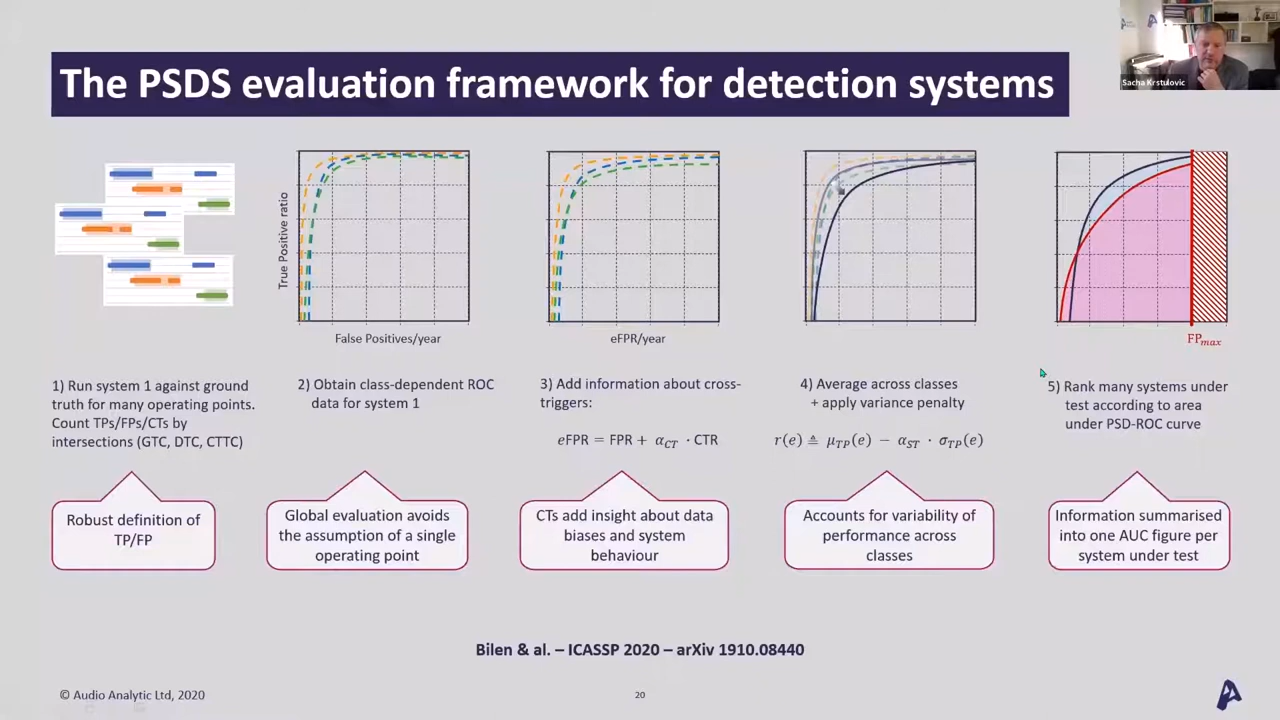 The PSDS evaluation framework for detection systems
Sacha Krstulovic
True Positive ratio
False Positives/year
eFPR/year
FPmax
1) Run system 1 against ground
truth for many operating points.
Count TPs/FPs/CTs by
intersections (GTC, DTC, CTTC)
2) Obtain class-dependent ROC
data for system 1
3) Add information about cross-
triggers:
eFPR = FPR + αCT · CTR
4) Average across classes
+ apply variance penalty
r(e) ≜ μTP(e) − αST · σTP(e)
5) Rank many systems under
test according to area
under PSD-ROC curve
Robust definition of
TP/FP
Global evaluation avoids
the assumption of a single
operating point
CTs add insight about data
biases and system
behaviour
Accounts for variability of
performance across
classes
Information summarised
into one AUC figure per
system under test
Bilen & al. – ICASSP 2020 – arXiv 1910.08440
© Audio Analytic Ltd, 2020
20